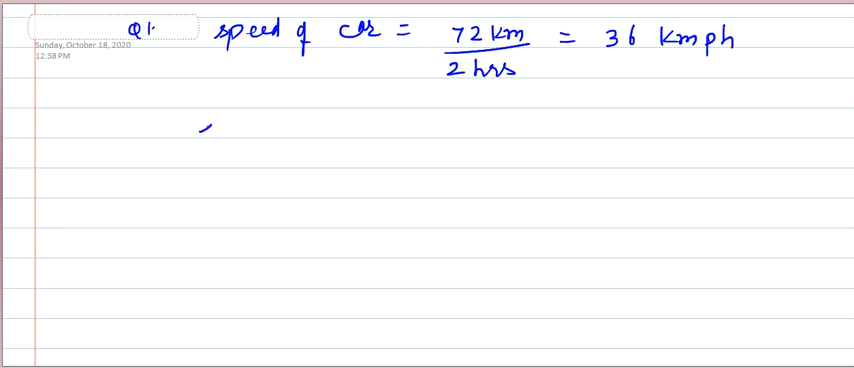 Q1. speed of car = 72 km / 2 hrs = 36 kmph
Sunday, October 18, 2020
12:38 PM